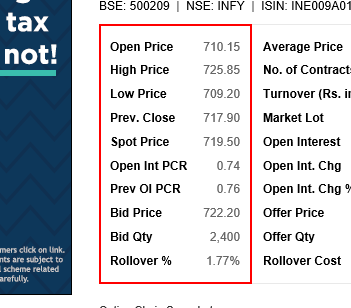 tax
not!
mers click on link.
nts are subject to
l scheme related
arefully.
BSE: 500209 | NSE: INFY | ISIN: INE009A01
Open Price 710.15 Average Price
High Price 725.85 No. of Contract
Low Price 709.20 Turnover (Rs. i
Prev. Close 717.90 Market Lot
Spot Price 719.50 Open Interest
Open Int PCR 0.74 Open Int. Chg
Prev OI PCR 0.76 Open Int. Chg %
Bid Price 722.20 Offer Price
Bid Qty 2,400 Offer Qty
Rollover % 1.77% Rollover Cost